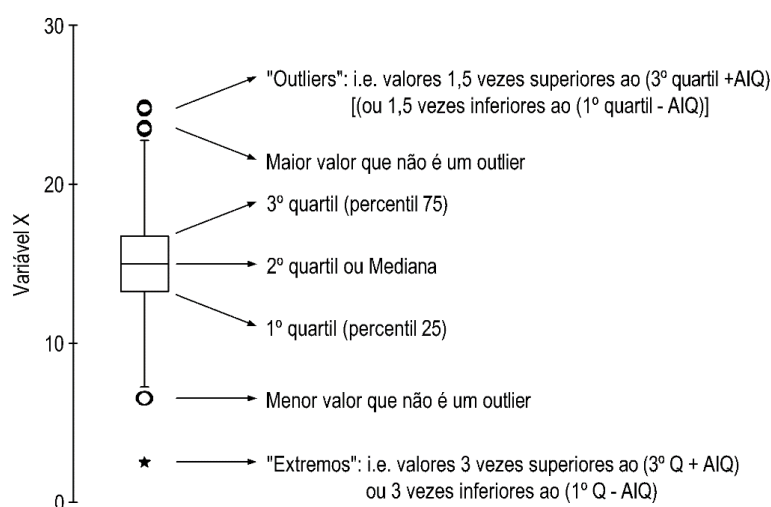 30
20
10
0
Variável X
"Outliers": i.e. valores 1,5 vezes superiores ao (3º quartil +AIQ)
[(ou 1,5 vezes inferiores ao (1º quartil - AIQ)]
Maior valor que não é um outlier
3º quartil (percentil 75)
2º quartil ou Mediana
1º quartil (percentil 25)
Menor valor que não é um outlier
"Extremos": i.e. valores 3 vezes superiores ao (3º Q + AIQ)
ou 3 vezes inferiores ao (1º Q - AIQ)